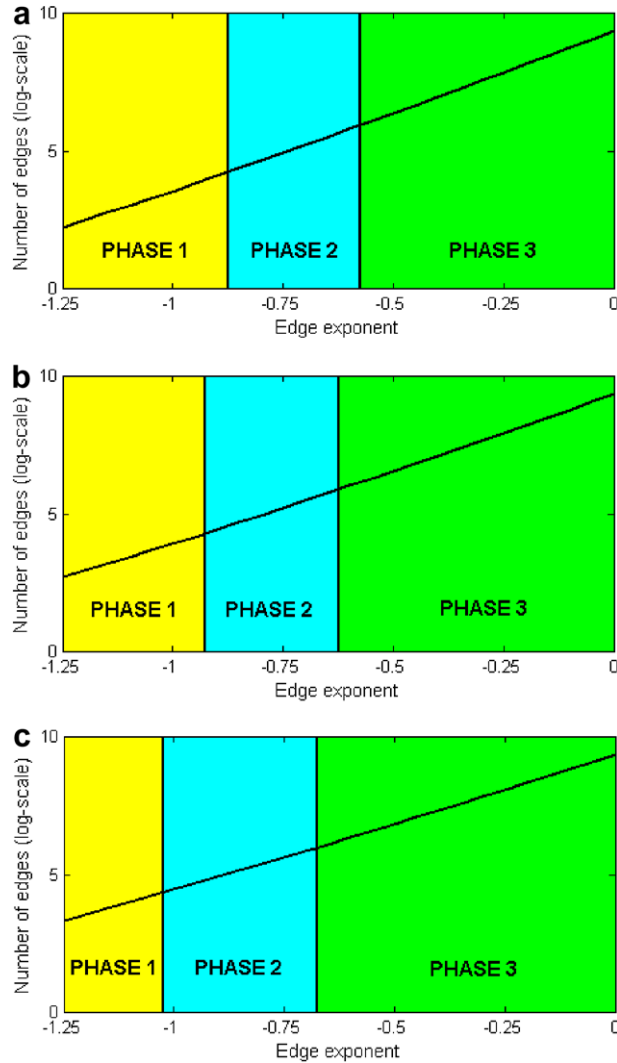 a
10
5
0
Number of edges (log-scale)
PHASE 1 PHASE 2 PHASE 3
-1.25 -1 -0.75 -0.5 -0.25 0
Edge exponent
b
10
5
0
Number of edges (log-scale)
PHASE 1 PHASE 2 PHASE 3
-1.25 -1 -0.75 -0.5 -0.25 0
Edge exponent
c
10
5
0
Number of edges (log-scale)
PHASE 1 PHASE 2 PHASE 3
-1.25 -1 -0.75 -0.5 -0.25 0
Edge exponent